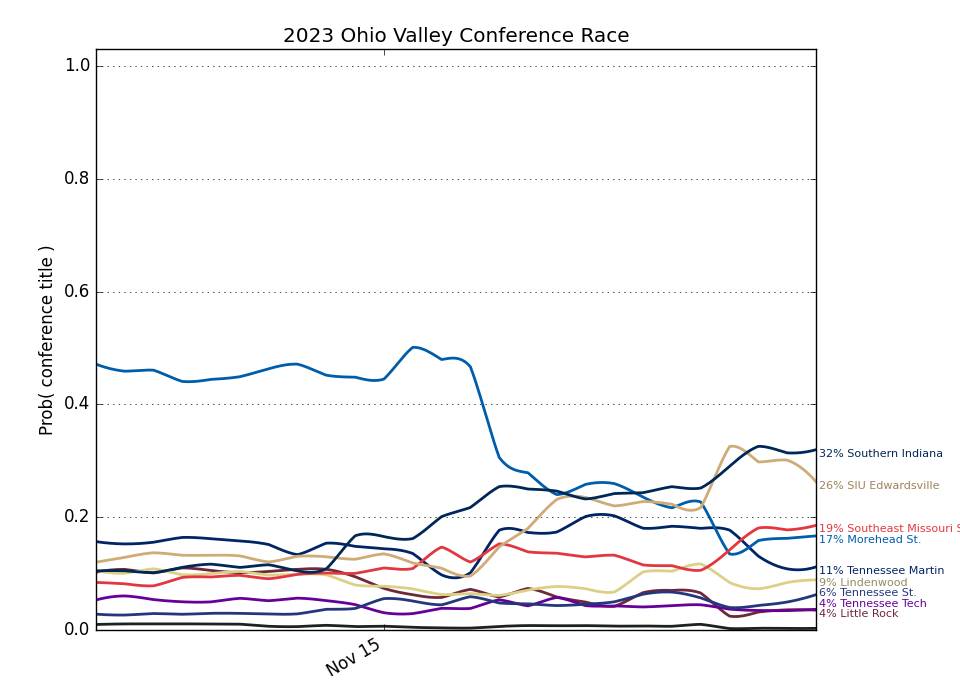 2023 Ohio Valley Conference Race
Prob( conference title )
1.0
0.8
0.6
0.4
0.2
0.0
Nov 15
32% Southern Indiana
26% SIU Edwardsville
19% Southeast Missouri S
17% Morehead St.
11% Tennessee Martin
9% Lindenwood
6% Tennessee St.
4% Tennessee Tech
4% Little Rock